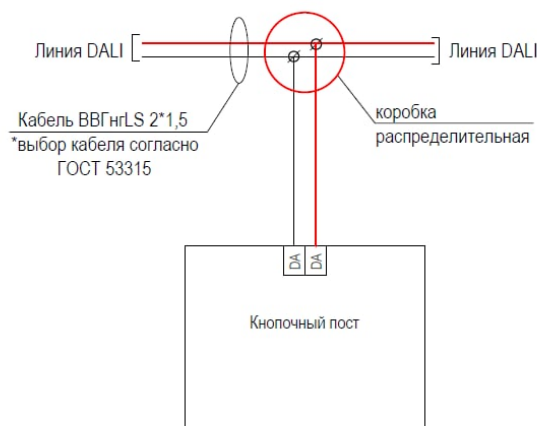 Линия DALI
Линия DALI
Кабель ВВГнгLS 2*1,5
*выбор кабеля согласно
ГОСТ 53315
коробка
распределительная
DA
DA
Кнопочный пост